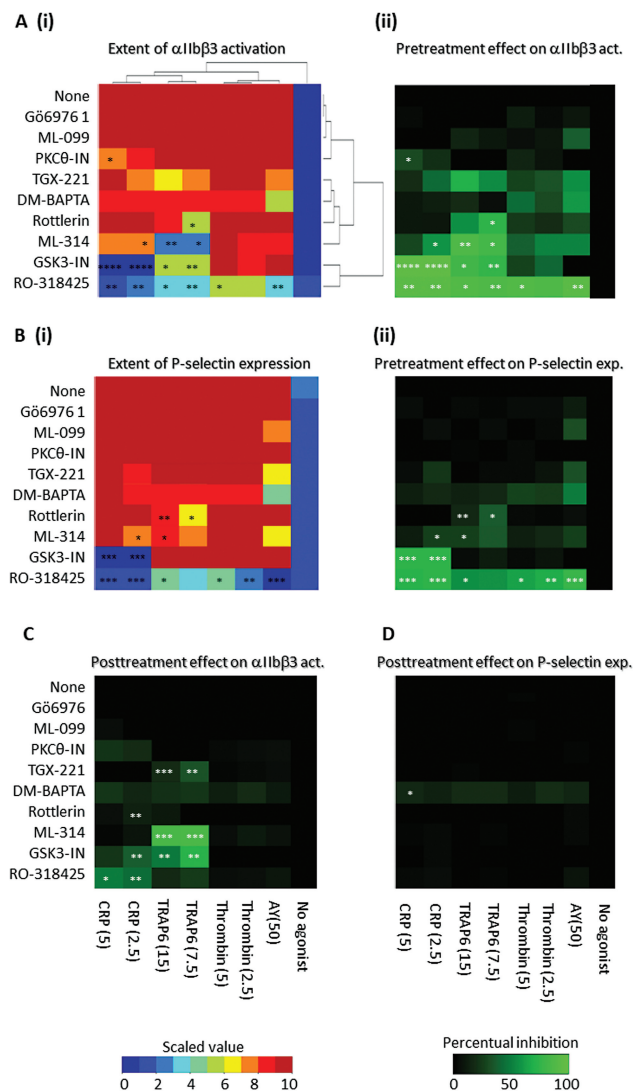 A (i)
(ii)
Extent of αIIbβ3 activation
Pretreatment effect on αIIbβ3 act.
None
Gö6976 1
ML-099
PKCθ-IN
TGX-221
DM-BAPTA
Rottlerin
ML-314
GSK3-IN
RO-318425
*
*
*
*
** *
* ** *
**** **** * **
**** **** * **
** ** * ** * **
** ** * ** * **
B (i)
(ii)
Extent of P-selectin expression
Pretreatment effect on P-selectin exp.
None
Gö6976 1
ML-099
PKCθ-IN
TGX-221
DM-BAPTA
Rottlerin
ML-314
GSK3-IN
RO-318425
** *
** *
* *
* *
*** ***
*** ***
*** *** * * ** ***
*** *** * * ** ***
C
D
Posttreatment effect on αIIbβ3 act.
Posttreatment effect on P-selectin exp.
None
Gö6976
ML-099
PKCθ-IN
TGX-221
DM-BAPTA
Rottlerin
ML-314
GSK3-IN
RO-318425
*** **
*
**
*** ***
** ** **
* **
CRP (5)
CRP (2.5)
TRAP6 (15)
TRAP6 (7.5)
Thrombin (5)
Thrombin (2.5)
AY(50)
No agonist
CRP (5)
CRP (2.5)
TRAP6 (15)
TRAP6 (7.5)
Thrombin (5)
Thrombin (2.5)
AY(50)
No agonist
Scaled value
0 2 4 6 8 10
Percentual inhibition
0 50 100